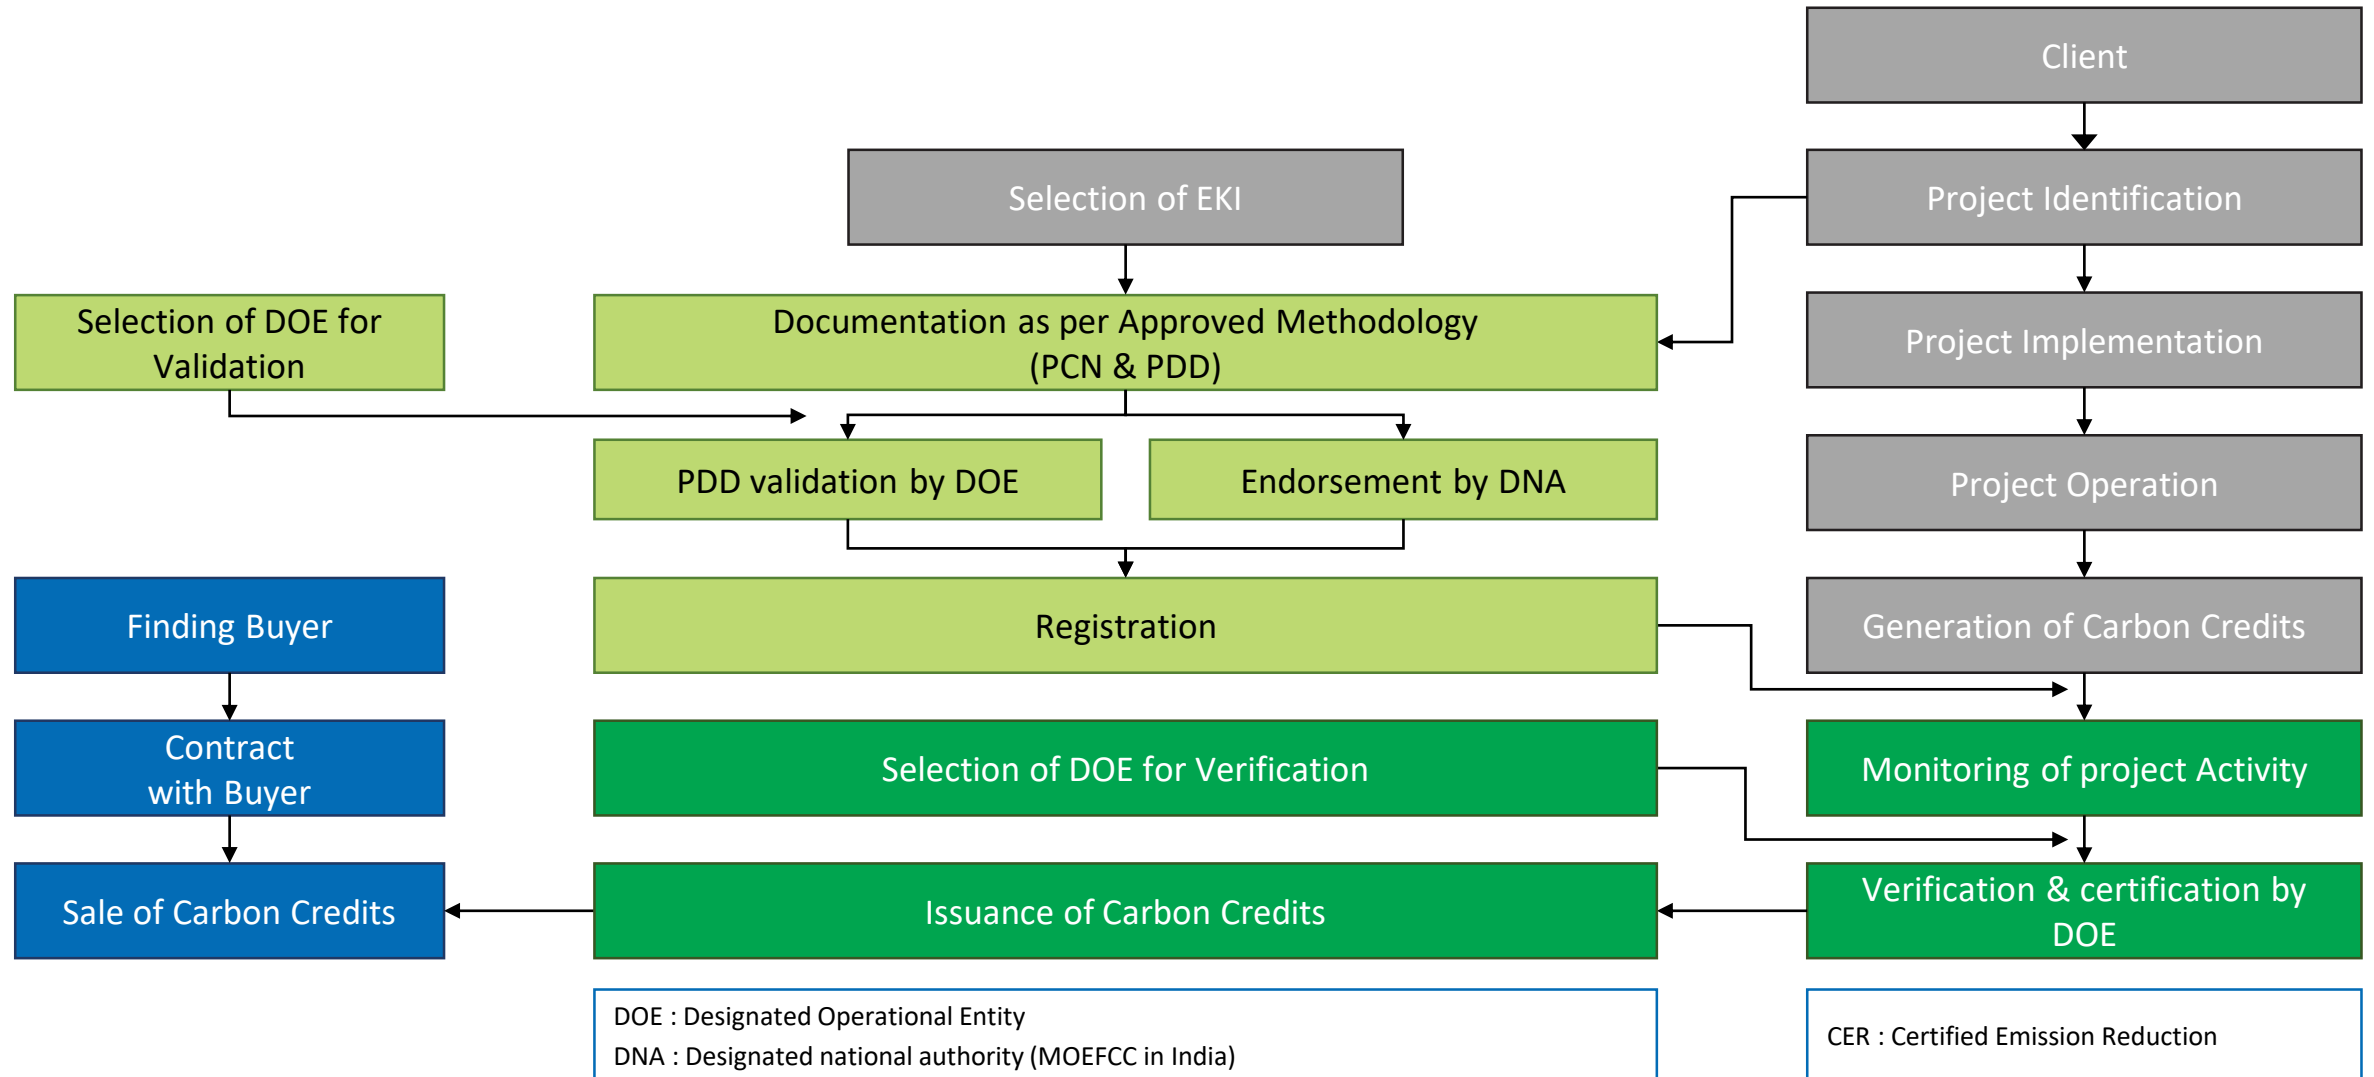 Client
Selection of EKI
Project Identification
Selection of DOE for
Validation
Documentation as per Approved Methodology
(PCN & PDD)
Project Implementation
PDD validation by DOE
Endorsement by DNA
Project Operation
Finding Buyer
Registration
Generation of Carbon Credits
Contract
with Buyer
Selection of DOE for Verification
Monitoring of project Activity
Sale of Carbon Credits
Issuance of Carbon Credits
Verification & certification by
DOE
DOE : Designated Operational Entity
DNA : Designated national authority (MOEFCC in India)
CER : Certified Emission Reduction